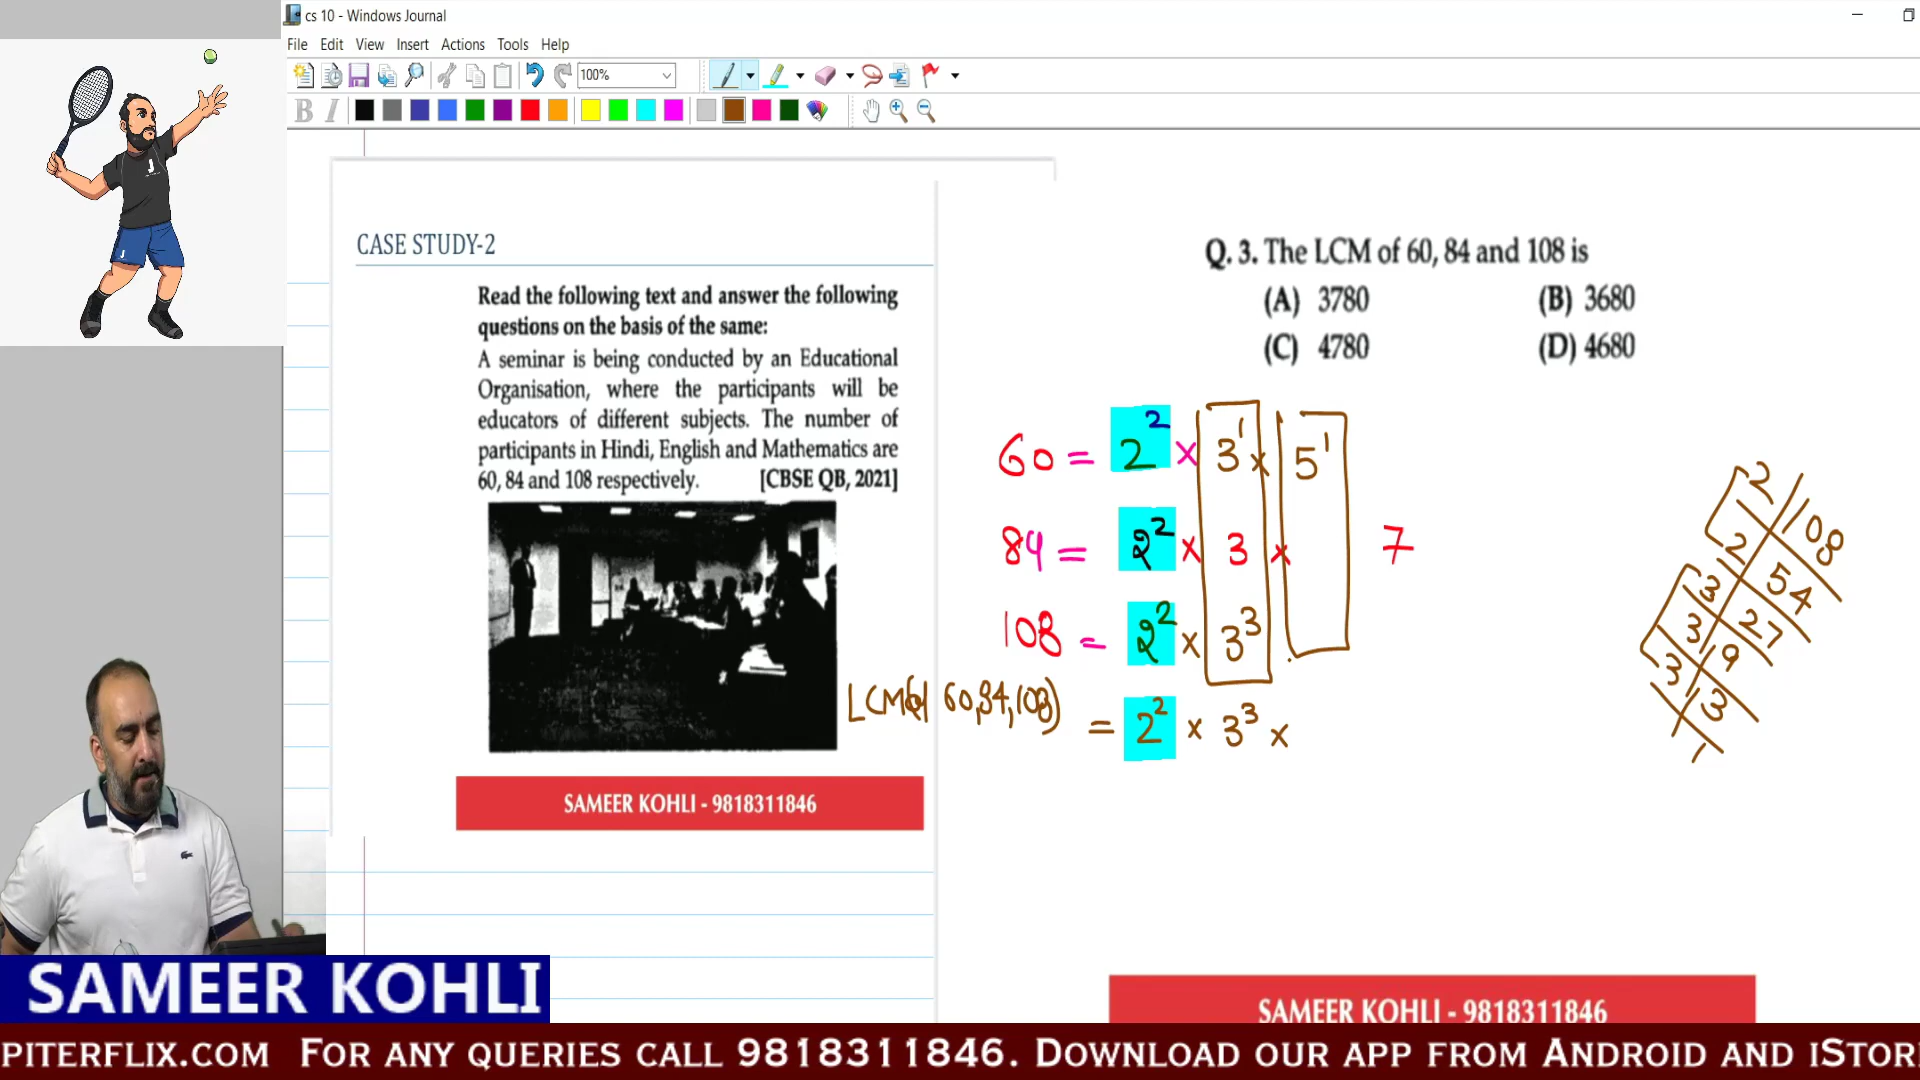 cs 10 - Windows Journal
File Edit View Insert Actions Tools Help
100%
B I
CASE STUDY-2
Read the following text and answer the following
questions on the basis of the same:
A seminar is being conducted by an Educational
Organisation, where the participants will be
educators of different subjects. The number of
participants in Hindi, English and Mathematics are
60, 84 and 108 respectively. [CBSE QB, 2021]
SAMEER KOHLI - 9818311846
Q. 3. The LCM of 60, 84 and 108 is
(A) 3780 (B) 3680
(C) 4780 (D) 4680
60 = 2² × 3¹ × 5¹
84 = 2² × 3 × 7
108 = 2² × 3³
LCM(of 60,84,108) = 2² × 3³ ×
2 108
2 54
3 27
3 9
3 3
1
SAMEER KOHLI - 9818311846
SAMEER KOHLI
PITERFLIX.COM FOR ANY QUERIES CALL 9818311846. DOWNLOAD OUR APP FROM ANDROID AND ISTOR